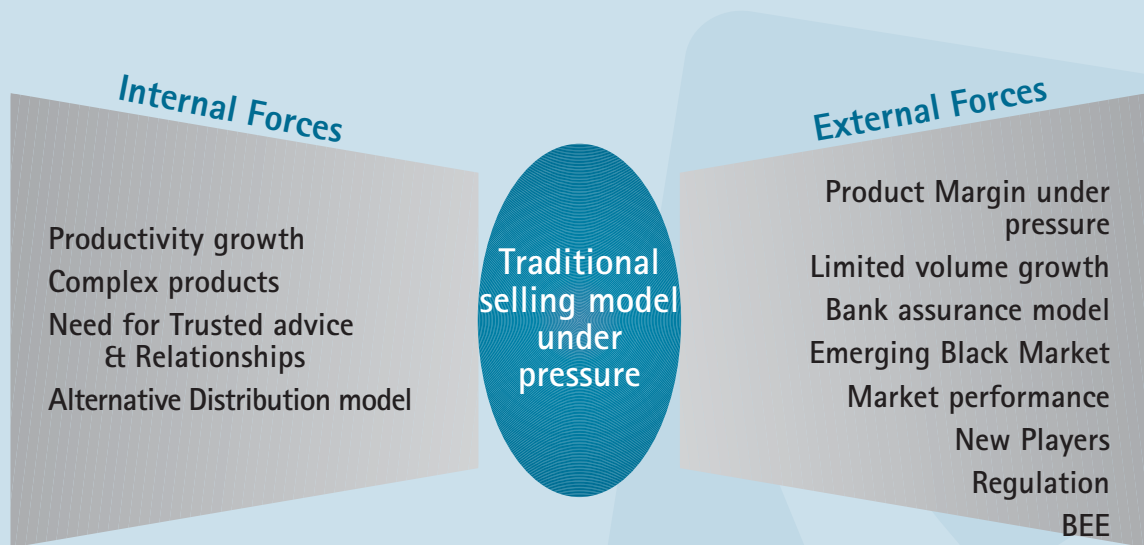 Internal Forces
Productivity growth
Complex products
Need for Trusted advice
& Relationships
Alternative Distribution model
Traditional
selling model
under
pressure
External Forces
Product Margin under
pressure
Limited volume growth
Bank assurance model
Emerging Black Market
Market performance
New Players
Regulation
BEE